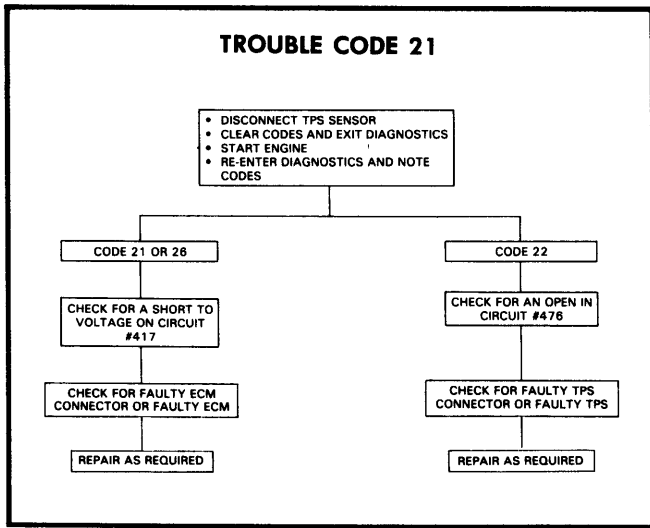 TROUBLE CODE 21
• DISCONNECT TPS SENSOR
• CLEAR CODES AND EXIT DIAGNOSTICS
• START ENGINE
• RE-ENTER DIAGNOSTICS AND NOTE
CODES
CODE 21 OR 26
CHECK FOR A SHORT TO
VOLTAGE ON CIRCUIT
#417
CHECK FOR FAULTY ECM
CONNECTOR OR FAULTY ECM
REPAIR AS REQUIRED
CODE 22
CHECK FOR AN OPEN IN
CIRCUIT #476
CHECK FOR FAULTY TPS
CONNECTOR OR FAULTY TPS
REPAIR AS REQUIRED